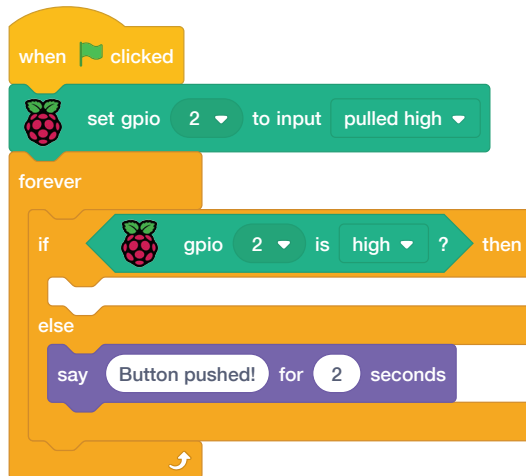 when clicked
set gpio 2 to input pulled high
forever
if gpio 2 is high ? then
else
say Button pushed! for 2 seconds